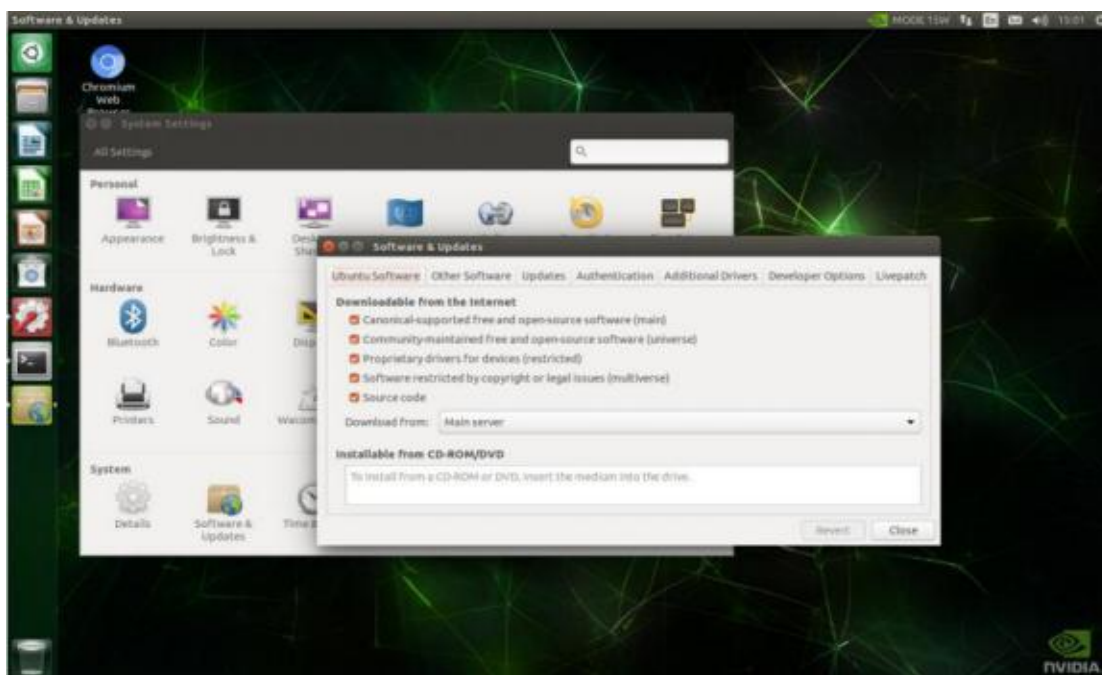 Software & Updates
MODE 15W
En
15:01
Chromium
Web
Browser
System Settings
All Settings
Personal
Appearance
Brightness &
Lock
Hardware
Bluetooth
Color
Printers
Sound
System
Details
Software &
Updates
Software & Updates
Ubuntu Software
Other Software
Updates
Authentication
Additional Drivers
Developer Options
Livepatch
Downloadable from the Internet
Canonical-supported free and open-source software (main)
Community-maintained free and open-source software (universe)
Proprietary drivers for devices (restricted)
Software restricted by copyright or legal issues (multiverse)
Source code
Download from: Main server
Installable from CD-ROM/DVD
To install from a CD-ROM or DVD, insert the medium into the drive.
Revert
Close
NVIDIA